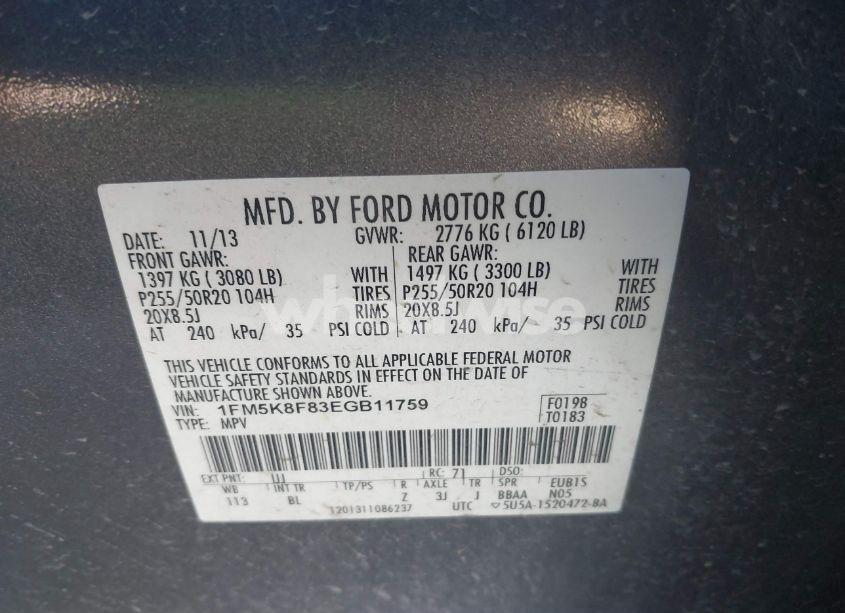 MFD. BY FORD MOTOR CO.
DATE: 11/13 GVWR: 2776 KG ( 6120 LB)
FRONT GAWR: REAR GAWR:
1397 KG ( 3080 LB) WITH 1497 KG ( 3300 LB) WITH
P255/50R20 104H TIRES P255/50R20 104H TIRES
20X8.5J RIMS 20X8.5J RIMS
AT 240 kPa/ 35 PSI COLD AT 240 kPa/ 35 PSI COLD
THIS VEHICLE CONFORMS TO ALL APPLICABLE FEDERAL MOTOR
VEHICLE SAFETY STANDARDS IN EFFECT ON THE DATE OF
MANUFACTURE SHOWN ABOVE.
VIN: 1FM5K8F83EGB11759 F0198
TYPE: MPV T0183
EXT PNT: UJ RC: 71 DSO:
WB INT TR TP/PS R AXLE TR SPR EUB1S
113 BL Z 3J J BBAA N05
1201311086237 UTC ▽5U5A-1520472-8A